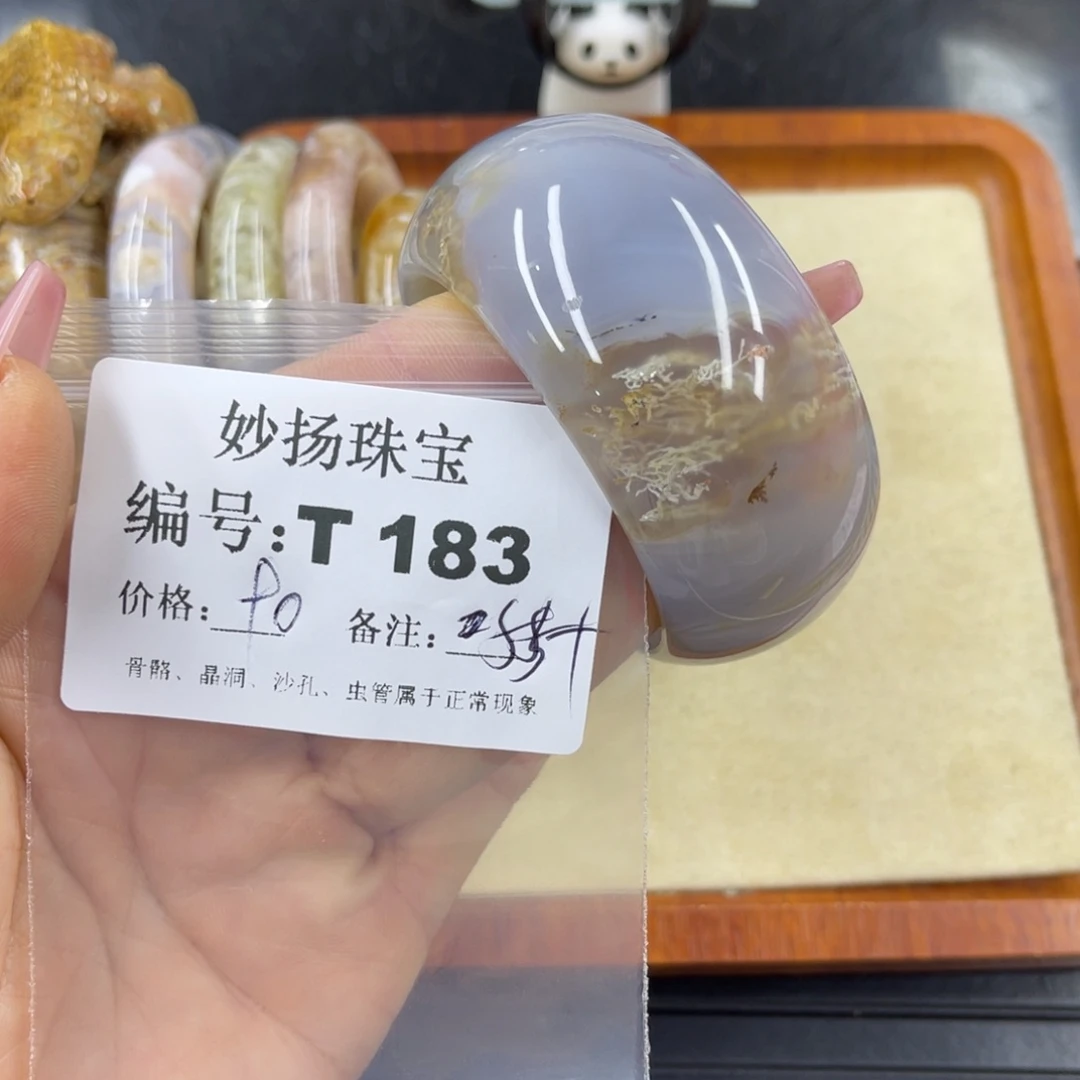 妙扬珠宝
编号:T 183
价格: 备注:
骨骼、晶洞、沙孔、虫管属于正常现象